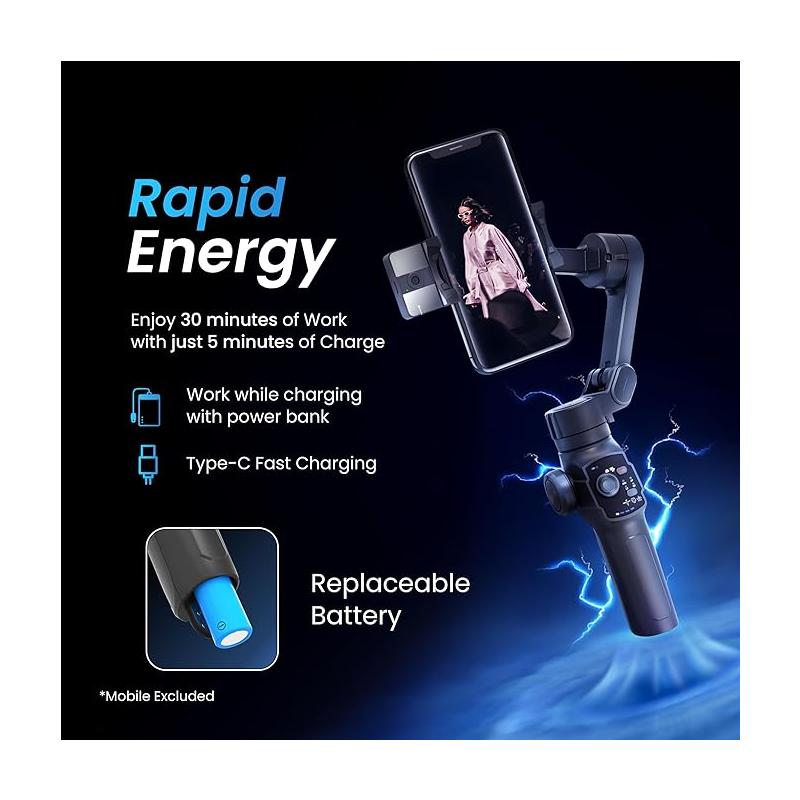 Rapid
Energy
Enjoy 30 minutes of Work
with just 5 minutes of Charge
Work while charging
with power bank
Type-C Fast Charging
Replaceable
Battery
*Mobile Excluded